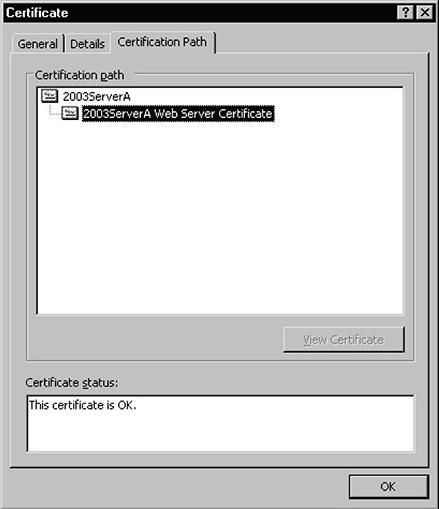 Certificate
General Details Certification Path
Certification path
2003ServerA
2003ServerA Web Server Certificate
View Certificate
Certificate status:
This certificate is OK.
OK